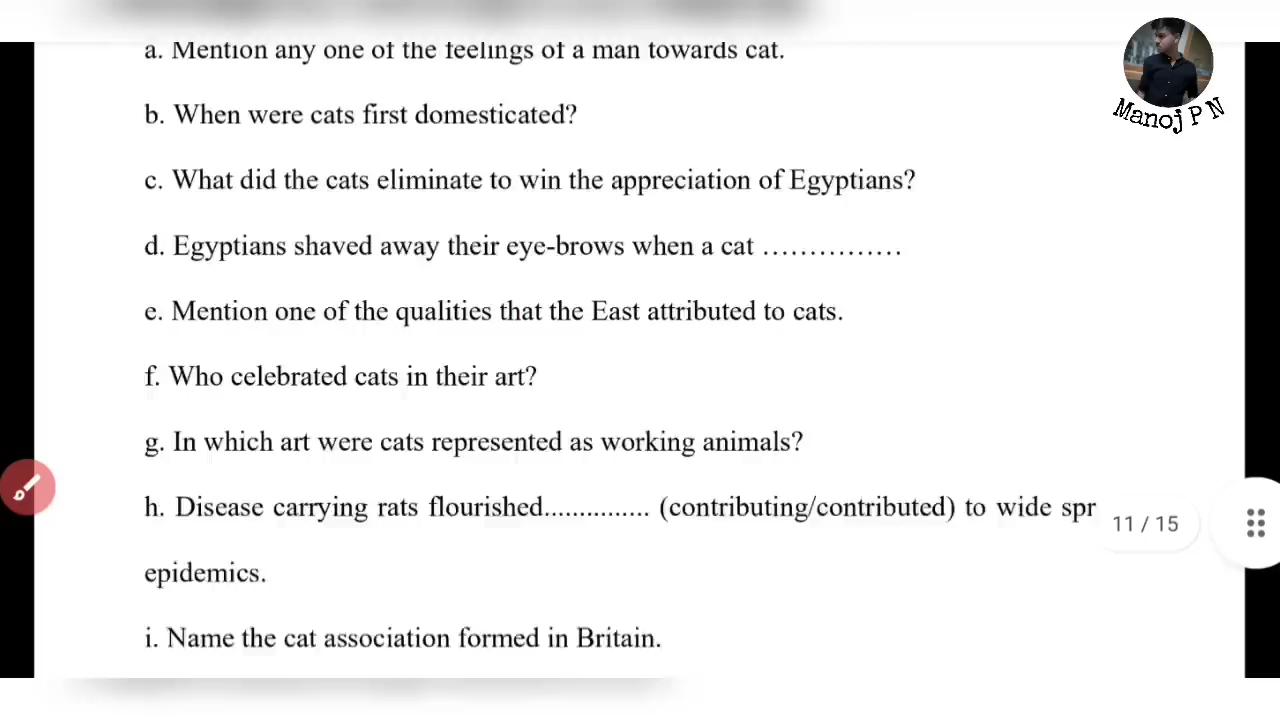 a. Mention any one of the feelings of a man towards cat.
Manoj P N
b. When were cats first domesticated?
c. What did the cats eliminate to win the appreciation of Egyptians?
d. Egyptians shaved away their eye-brows when a cat ……………
e. Mention one of the qualities that the East attributed to cats.
f. Who celebrated cats in their art?
g. In which art were cats represented as working animals?
h. Disease carrying rats flourished............... (contributing/contributed) to wide spr
11 / 15
epidemics.
i. Name the cat association formed in Britain.